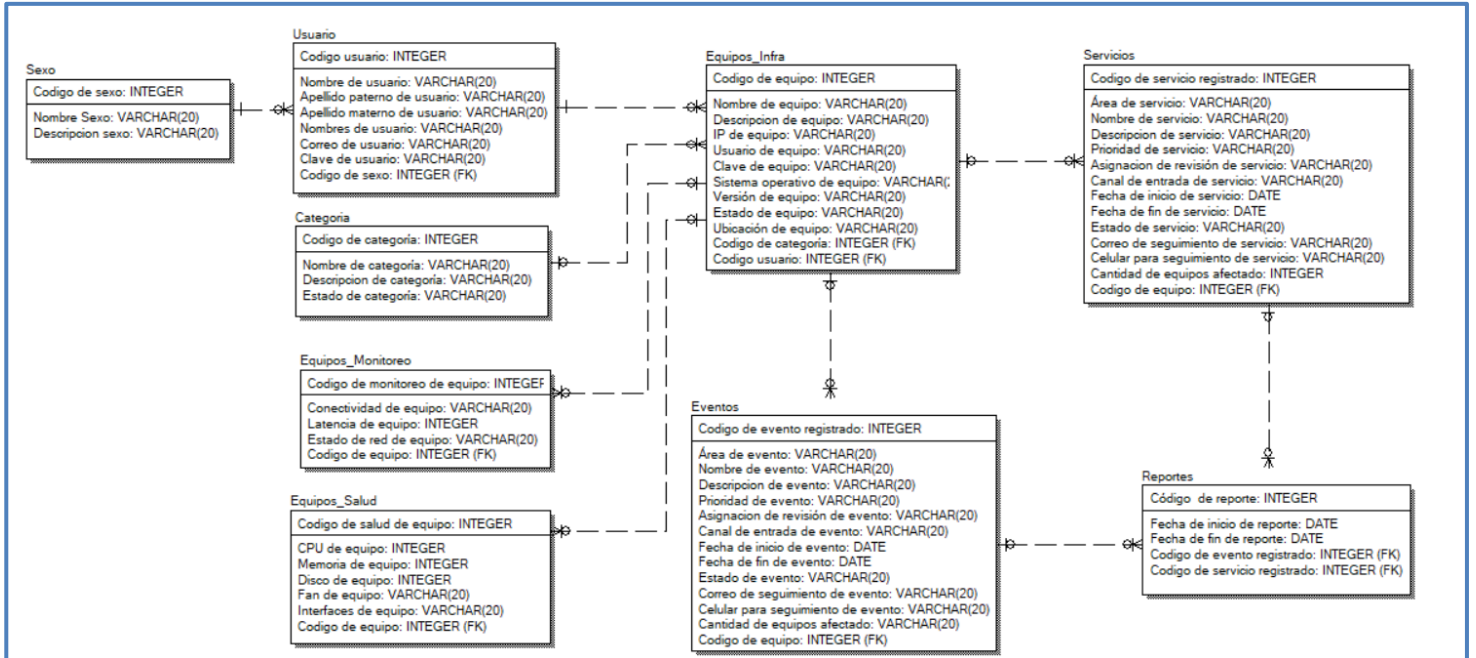 Sexo
Codigo de sexo: INTEGER
Nombre Sexo: VARCHAR(20)
Descripcion sexo: VARCHAR(20)
Usuario
Codigo usuario: INTEGER
Nombre de usuario: VARCHAR(20)
Apellido paterno de usuario: VARCHAR(20)
Apellido materno de usuario: VARCHAR(20)
Nombres de usuario: VARCHAR(20)
Correo de usuario: VARCHAR(20)
Clave de usuario: VARCHAR(20)
Codigo de sexo: INTEGER (FK)
Categoria
Codigo de categoría: INTEGER
Nombre de categoría: VARCHAR(20)
Descripcion de categoría: VARCHAR(20)
Estado de categoría: VARCHAR(20)
Equipos_Monitoreo
Codigo de monitoreo de equipo: INTEGER
Conectividad de equipo: VARCHAR(20)
Latencia de equipo: INTEGER
Estado de red de equipo: VARCHAR(20)
Codigo de equipo: INTEGER (FK)
Equipos_Salud
Codigo de salud de equipo: INTEGER
CPU de equipo: INTEGER
Memoria de equipo: INTEGER
Disco de equipo: INTEGER
Fan de equipo: VARCHAR(20)
Interfaces de equipo: VARCHAR(20)
Codigo de equipo: INTEGER (FK)
Equipos_Infra
Codigo de equipo: INTEGER
Nombre de equipo: VARCHAR(20)
Descripcion de equipo: VARCHAR(20)
IP de equipo: VARCHAR(20)
Usuario de equipo: VARCHAR(20)
Clave de equipo: VARCHAR(20)
Sistema operativo de equipo: VARCHAR(2
Versión de equipo: VARCHAR(20)
Estado de equipo: VARCHAR(20)
Ubicación de equipo: VARCHAR(20)
Codigo de categoría: INTEGER (FK)
Codigo usuario: INTEGER (FK)
Eventos
Codigo de evento registrado: INTEGER
Área de evento: VARCHAR(20)
Nombre de evento: VARCHAR(20)
Descripcion de evento: VARCHAR(20)
Prioridad de evento: VARCHAR(20)
Asignacion de revisión de evento: VARCHAR(20)
Canal de entrada de evento: VARCHAR(20)
Fecha de inicio de evento: DATE
Fecha de fin de evento: DATE
Estado de evento: VARCHAR(20)
Correo de seguimiento de evento: VARCHAR(20)
Celular para seguimiento de evento: VARCHAR(20)
Cantidad de equipos afectado: VARCHAR(20)
Codigo de equipo: INTEGER (FK)
Servicios
Codigo de servicio registrado: INTEGER
Área de servicio: VARCHAR(20)
Nombre de servicio: VARCHAR(20)
Descripcion de servicio: VARCHAR(20)
Prioridad de servicio: VARCHAR(20)
Asignacion de revisión de servicio: VARCHAR(20)
Canal de entrada de servicio: VARCHAR(20)
Fecha de inicio de servicio: DATE
Fecha de fin de servicio: DATE
Estado de servicio: VARCHAR(20)
Correo de seguimiento de servicio: VARCHAR(20)
Celular para seguimiento de servicio: VARCHAR(20)
Cantidad de equipos afectado: INTEGER
Codigo de equipo: INTEGER (FK)
Reportes
Código de reporte: INTEGER
Fecha de inicio de reporte: DATE
Fecha de fin de reporte: DATE
Codigo de evento registrado: INTEGER (FK)
Codigo de servicio registrado: INTEGER (FK)